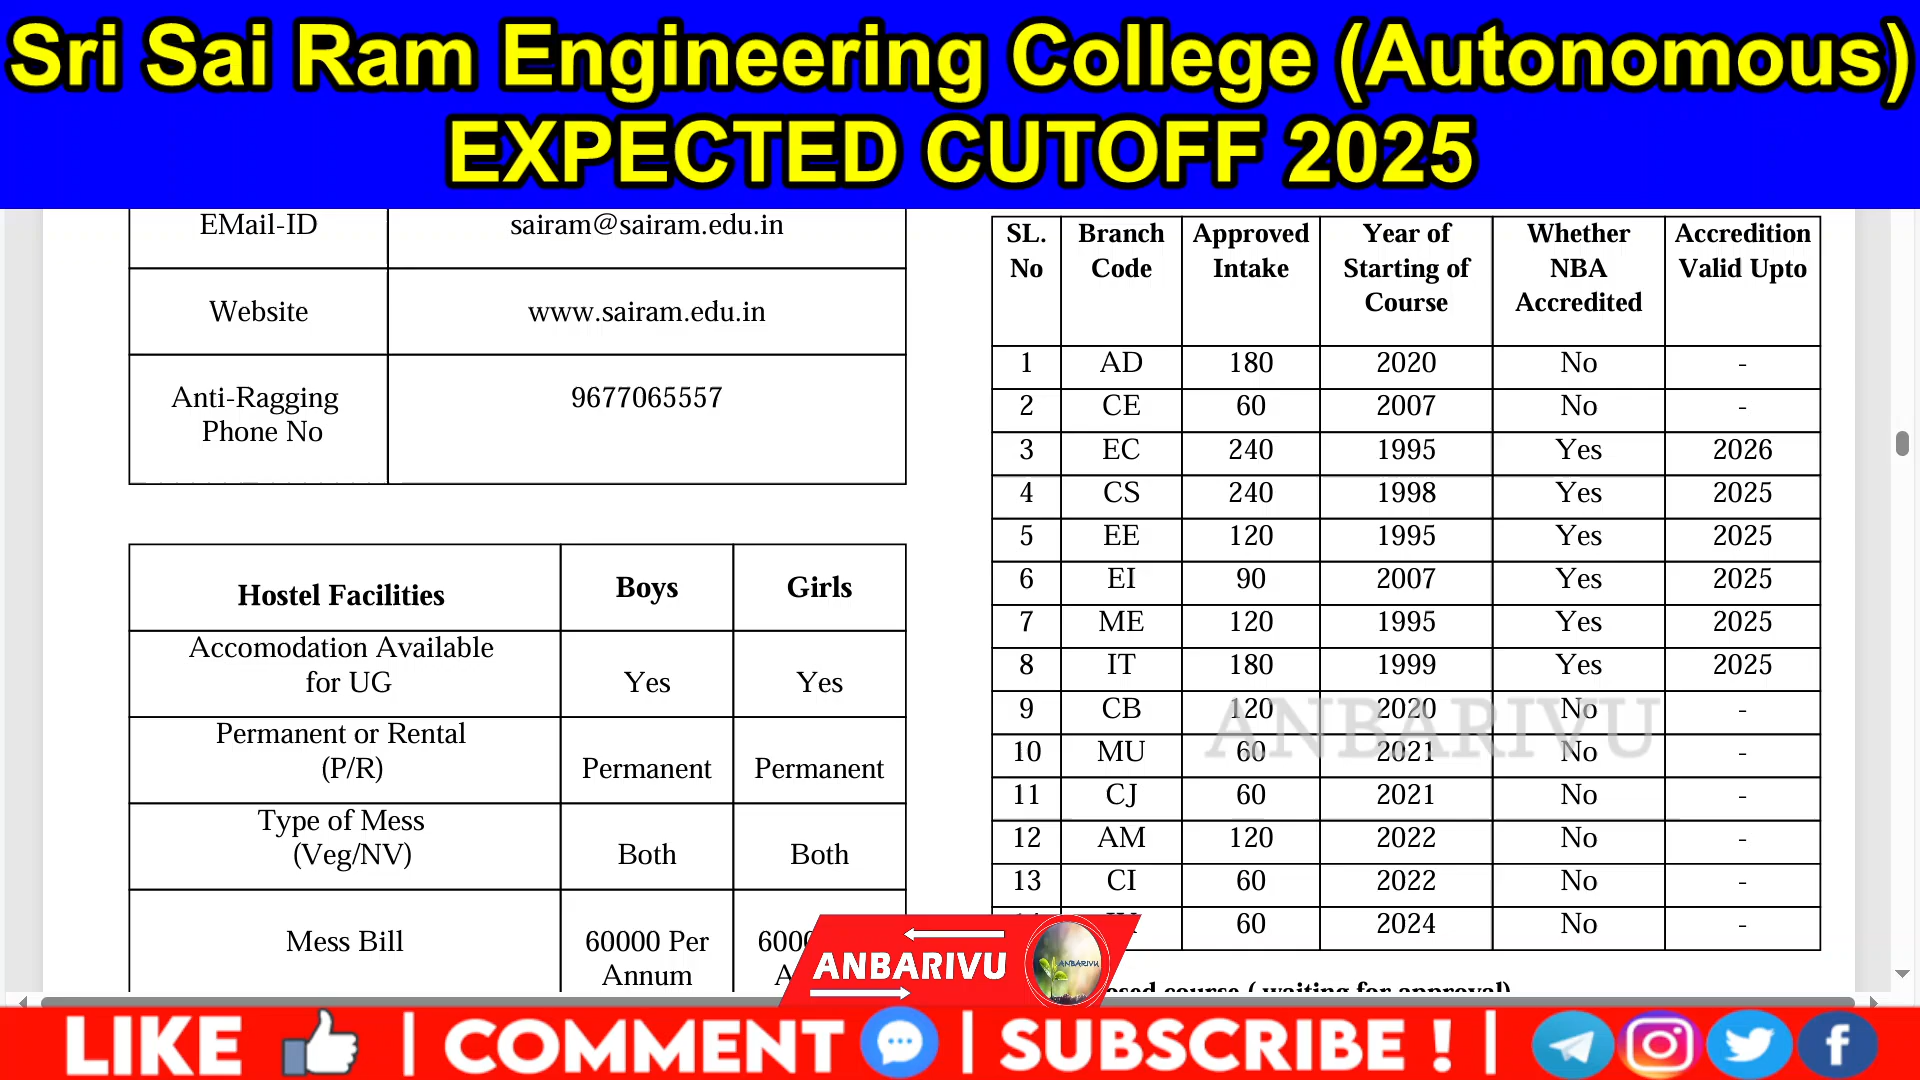 Sri Sai Ram Engineering College (Autonomous)
EXPECTED CUTOFF 2025
EMail-ID sairam@sairam.edu.in
Website www.sairam.edu.in
Anti-Ragging Phone No 9677065557
Hostel Facilities Boys Girls
Accomodation Available for UG Yes Yes
Permanent or Rental (P/R) Permanent Permanent
Type of Mess (Veg/NV) Both Both
Mess Bill 60000 Per Annum
SL. No Branch Code Approved Intake Year of Starting of Course Whether NBA Accredited Accredition Valid Upto
1 AD 180 2020 No -
2 CE 60 2007 No -
3 EC 240 1995 Yes 2026
4 CS 240 1998 Yes 2025
5 EE 120 1995 Yes 2025
6 EI 90 2007 Yes 2025
7 ME 120 1995 Yes 2025
8 IT 180 1999 Yes 2025
9 CB 120 2020 No -
10 MU 60 2021 No -
11 CJ 60 2021 No -
12 AM 120 2022 No -
13 CI 60 2022 No -
60 2024 No -
ANBARIVU
( waiting for approval)
ANBARIVU
ANBARIVU
LIKE | COMMENT | SUBSCRIBE ! |